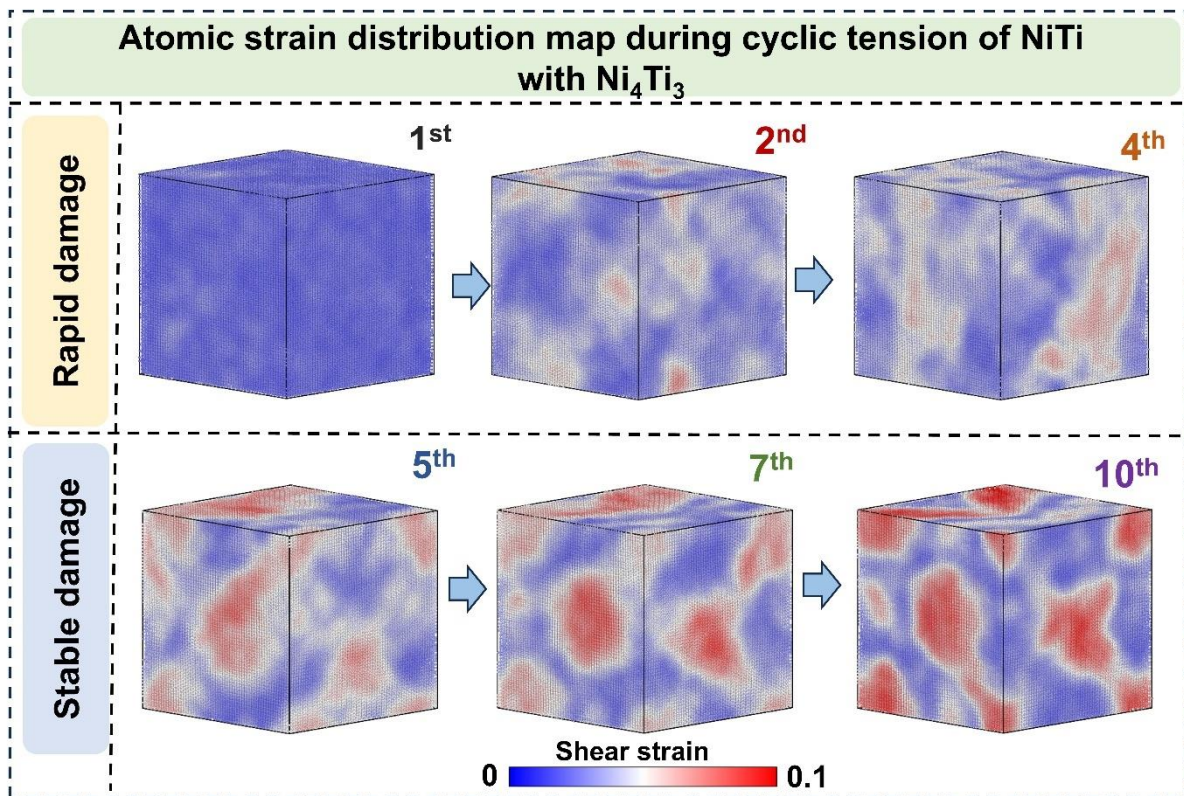 Atomic strain distribution map during cyclic tension of NiTi
with Ni₄Ti₃
Rapid damage
1ˢᵗ
2ⁿᵈ
4ᵗʰ
Stable damage
5ᵗʰ
7ᵗʰ
10ᵗʰ
Shear strain
0
0.1